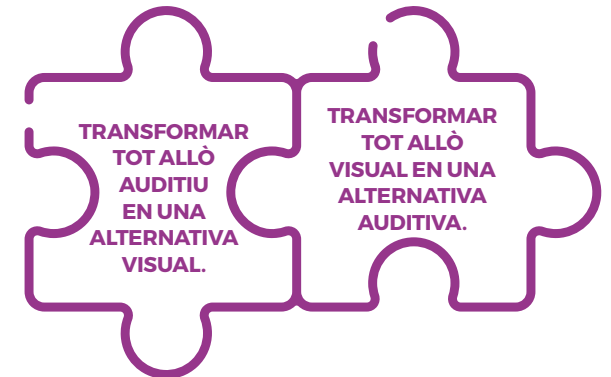 TRANSFORMAR
TOT ALLÒ
AUDITIU
EN UNA
ALTERNATIVA
VISUAL.
TRANSFORMAR
TOT ALLÒ
VISUAL EN UNA
ALTERNATIVA
AUDITIVA.